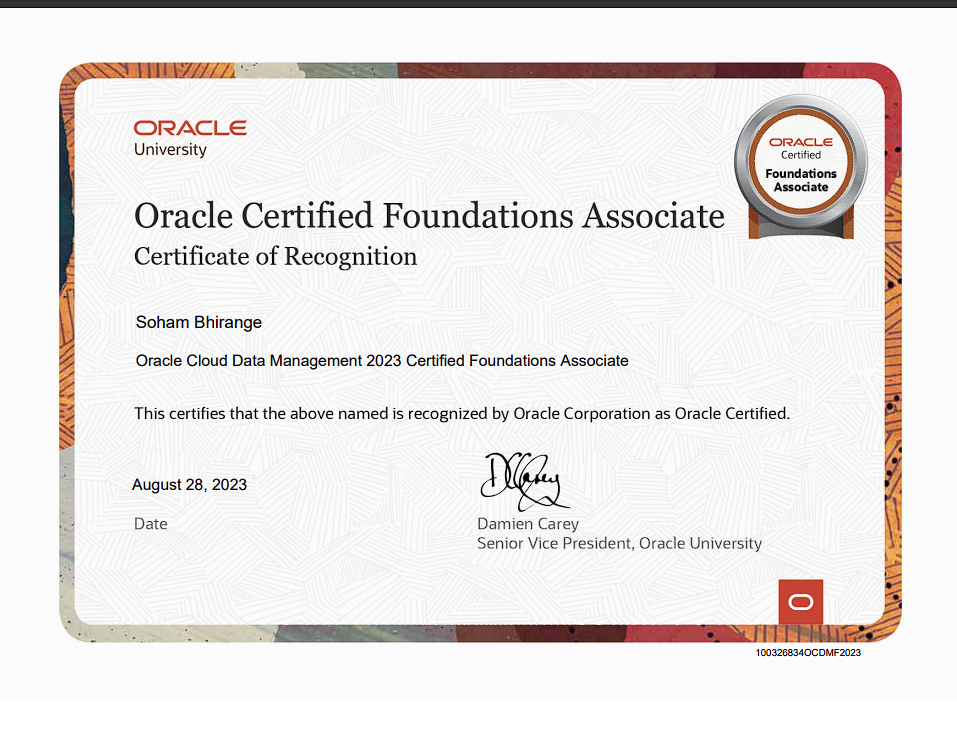 ORACLE
University
ORACLE
Certified
Foundations
Associate
Oracle Certified Foundations Associate
Certificate of Recognition
Soham Bhirange
Oracle Cloud Data Management 2023 Certified Foundations Associate
This certifies that the above named is recognized by Oracle Corporation as Oracle Certified.
August 28, 2023
Date
DCarey
Damien Carey
Senior Vice President, Oracle University
100326834OCDMF2023